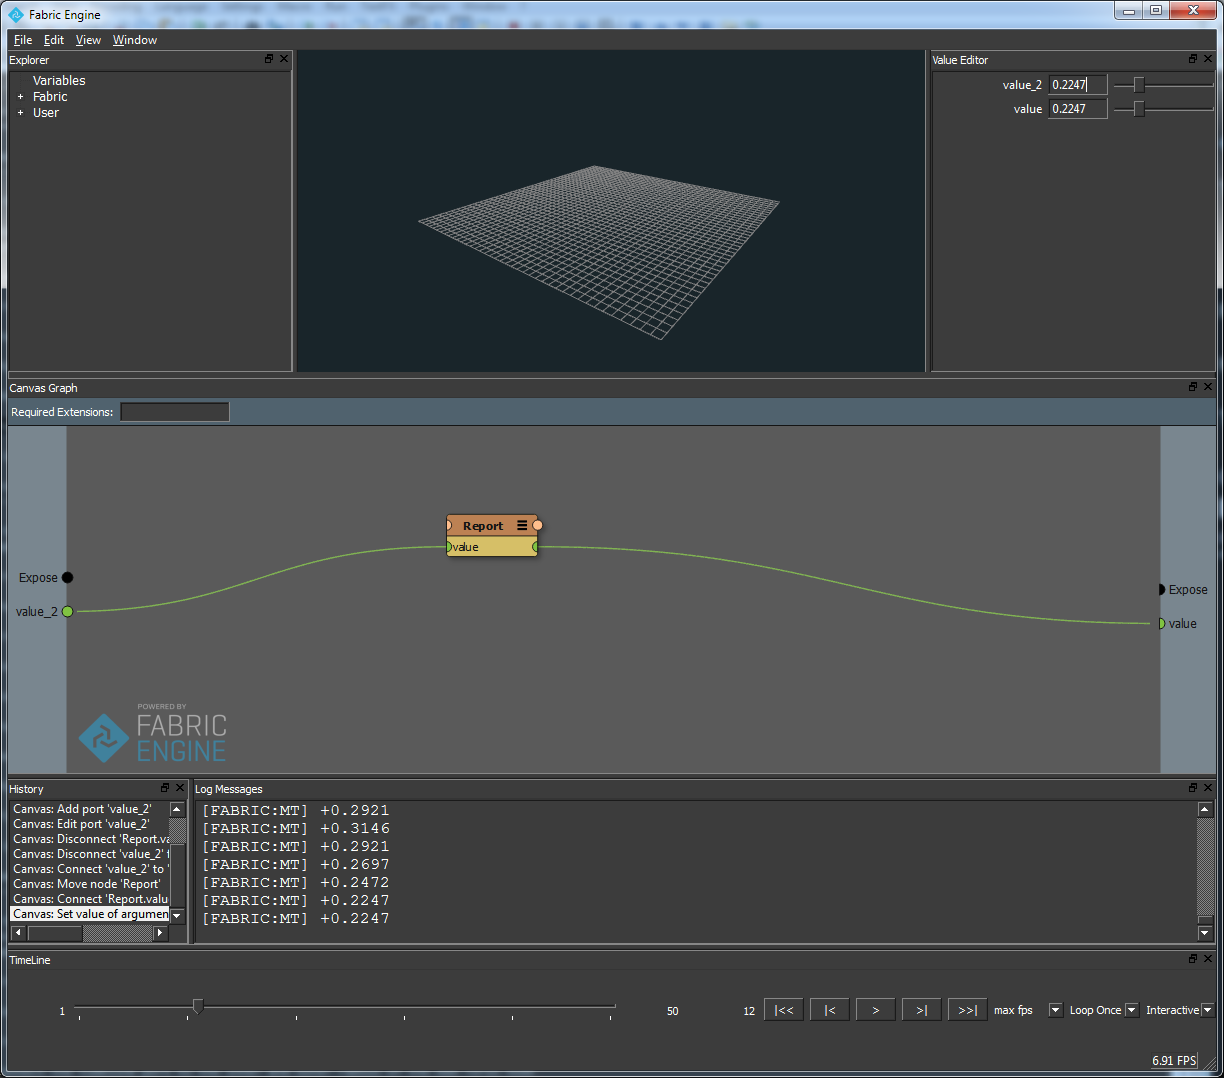 Fabric Engine
File Edit View Window
Explorer
Variables
+ Fabric
+ User
Value Editor
value_2 0.2247
value 0.2247
Canvas Graph
Required Extensions:
Report
value
Expose
value_2
Expose
value
POWERED BY
FABRIC
ENGINE
History
Canvas: Add port 'value_2'
Canvas: Edit port 'value_2'
Canvas: Disconnect 'Report.va
Canvas: Disconnect 'value_2' f
Canvas: Connect 'value_2' to '
Canvas: Move node 'Report'
Canvas: Connect 'Report.valu
Canvas: Set value of argumen
Log Messages
[FABRIC:MT] +0.2921
[FABRIC:MT] +0.3146
[FABRIC:MT] +0.2921
[FABRIC:MT] +0.2697
[FABRIC:MT] +0.2472
[FABRIC:MT] +0.2247
[FABRIC:MT] +0.2247
TimeLine
1 50 12 |<< |< > >| >>| max fps Loop Once Interactive
6.91 FPS